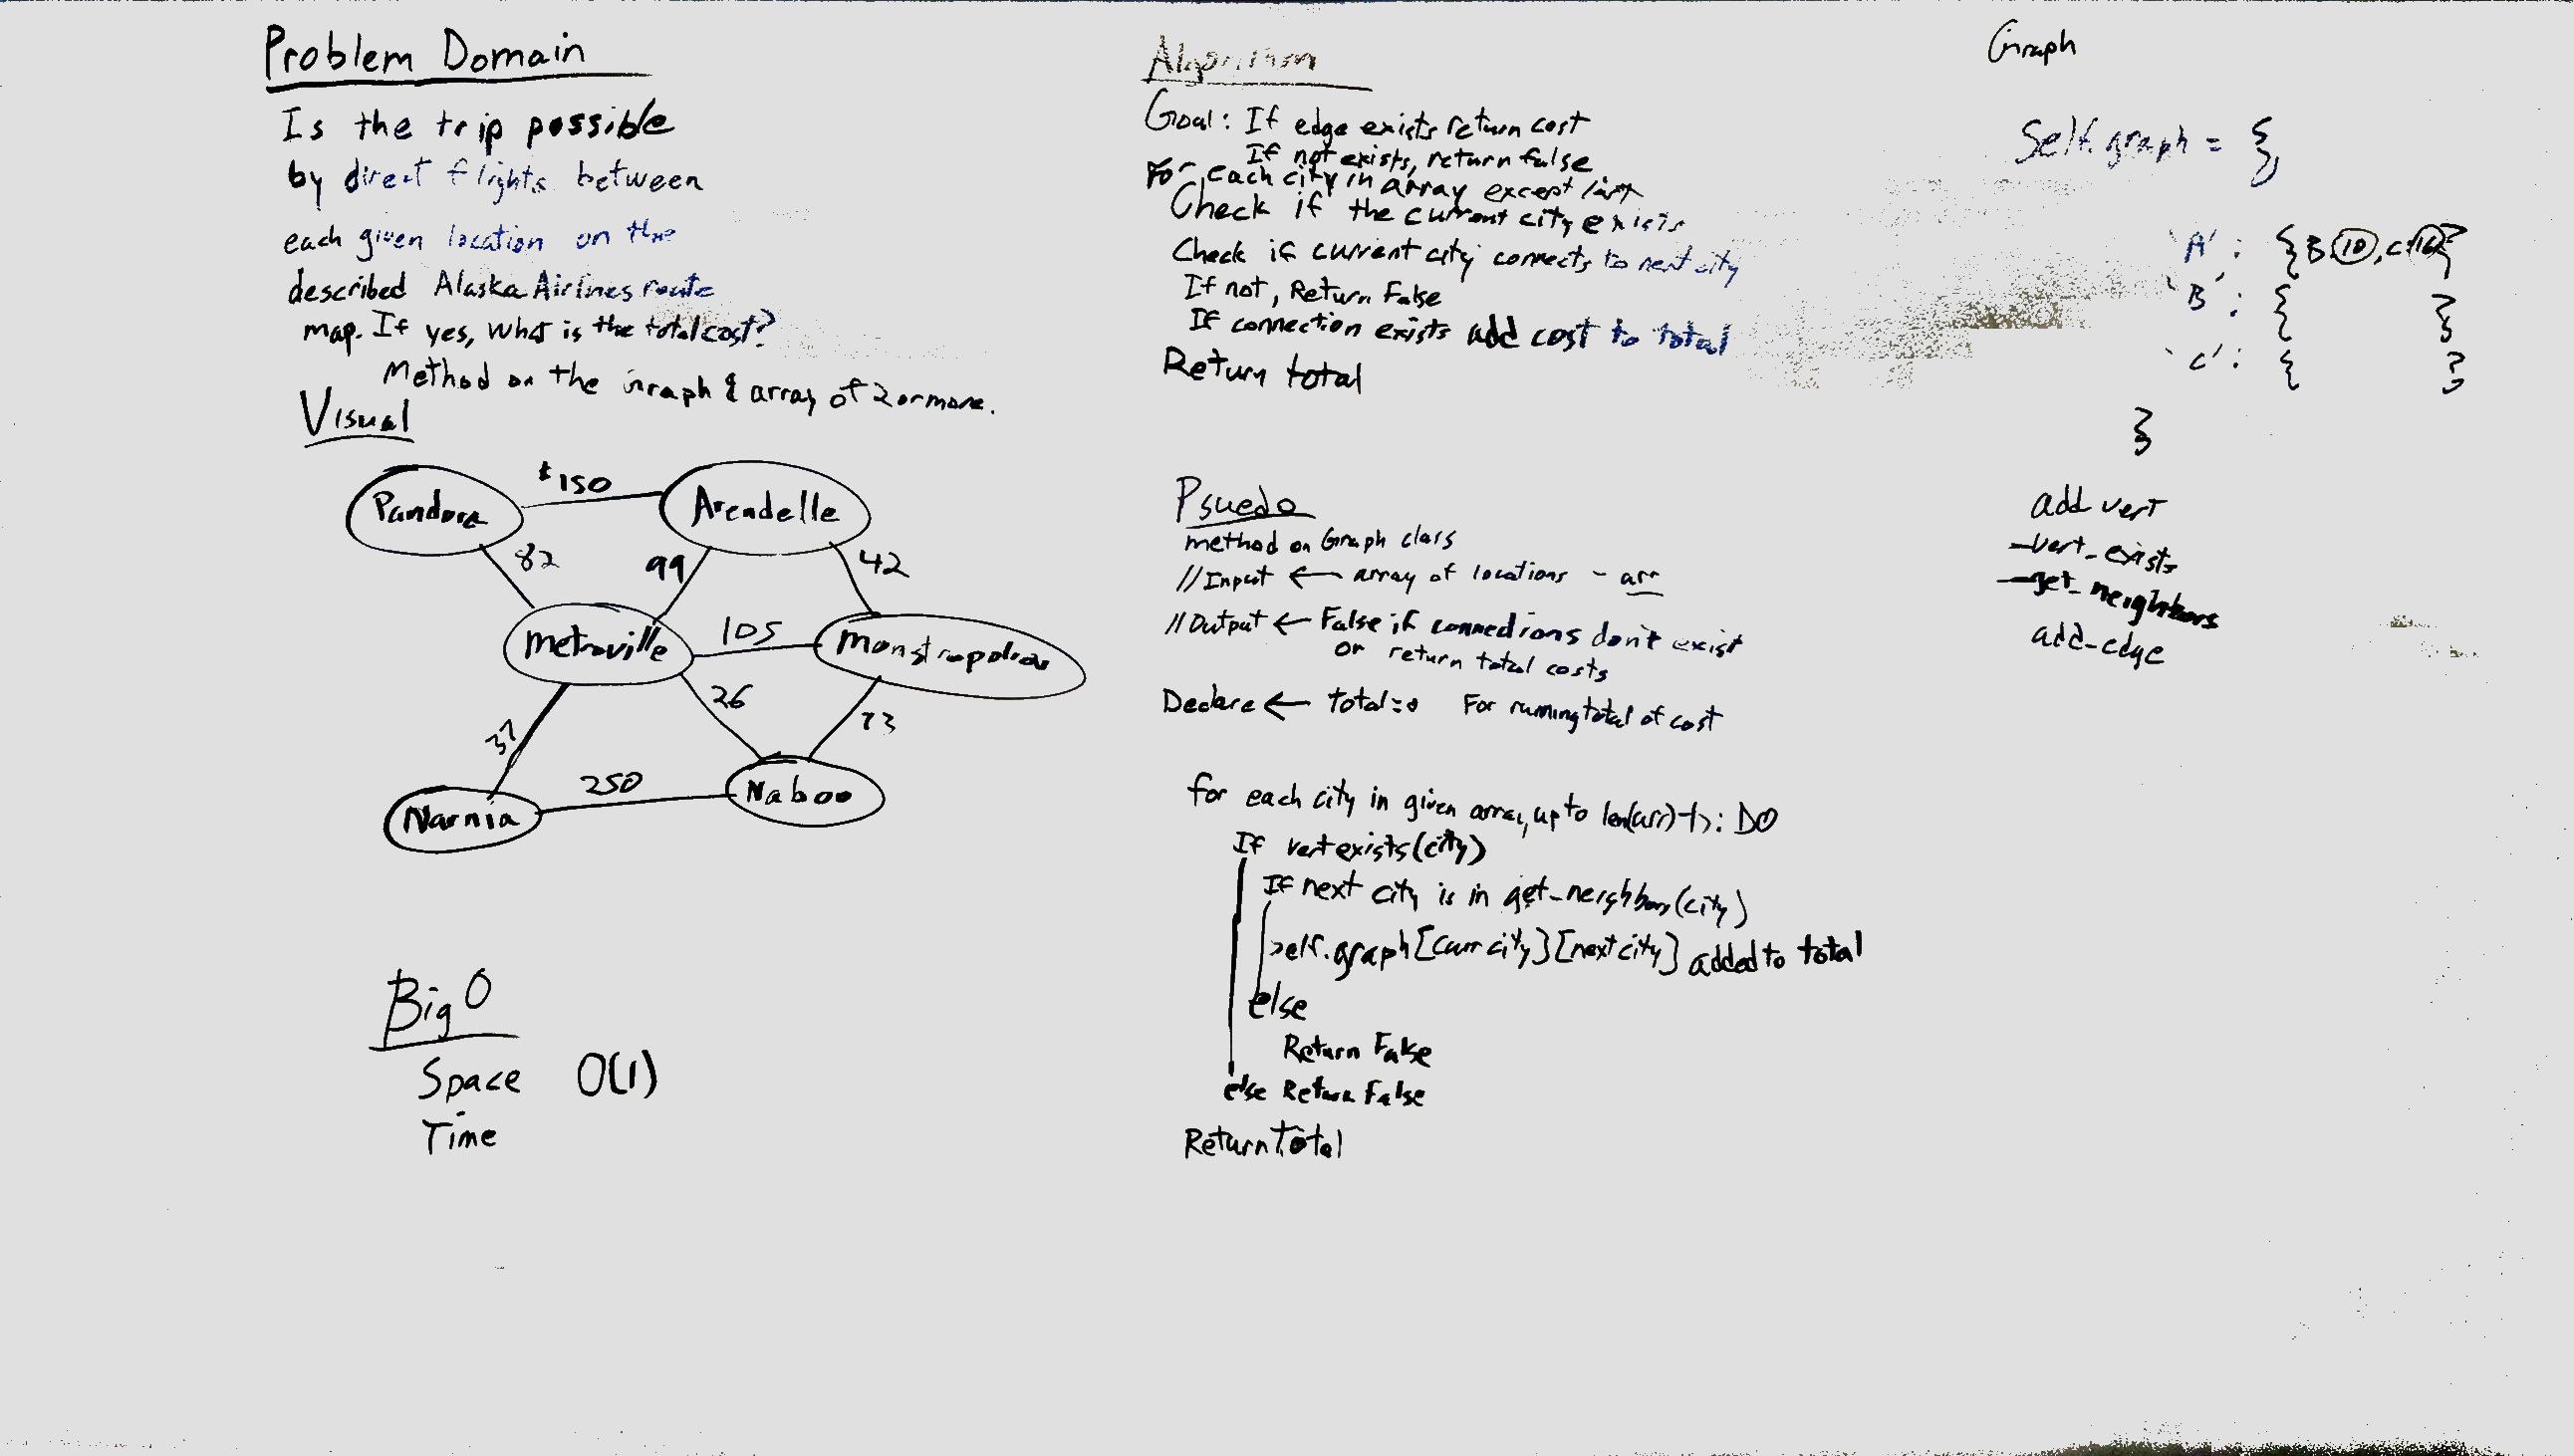 Problem Domain
Is the trip possible
by direct flights between
each given location on the
described Alaska Airlines route
map. If yes, what is the total cost?
Method on the Graph & array of 2 or more.
Visual
Pandora
$150
Arendelle
82
99
42
Metroville
105
Monstropolis
37
26
73
Narnia
250
Naboo
Big O
Space O(1)
Time
Algorithm
Goal: If edge exists return cost
If not exists, return false
For each city in array except last
Check if the current city exists
Check if current city connects to next city
If not, Return False
If connection exists add cost to total
Return total
Psuedo
method on Graph class
// Input ← array of locations - arr
// Output ← False if connections don't exist
or return total costs
Declare ← total=0 For running total of cost
for each city in given array, up to len(arr)-1: DO
If vert exists(city)
If next city is in get_neighbors(city)
self.graph[curr city][next city] added to total
else
Return False
else Return False
Return Total
Graph
Self.graph = {
'A': {B:10, C:16}
'B': { },
'C': { },
}
add vert
-vert_exists
-get_neighbors
add_edge